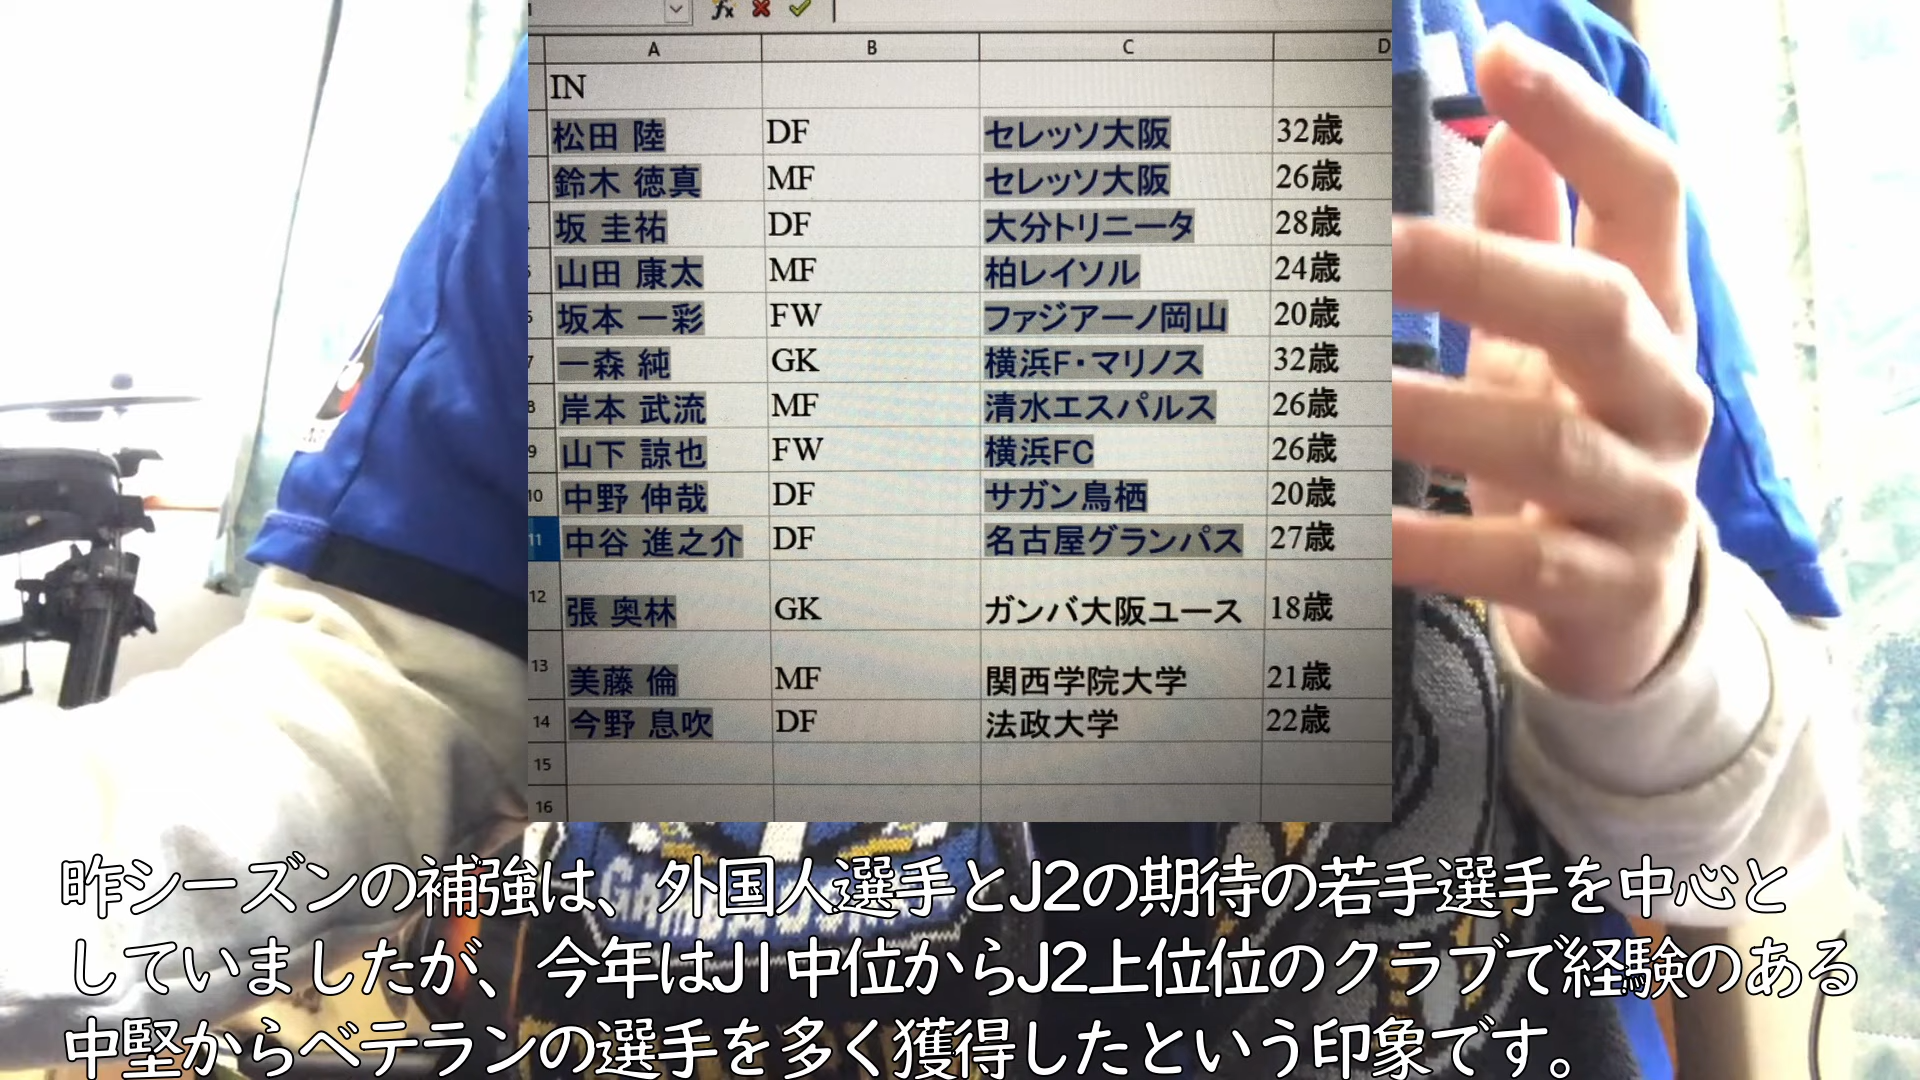 A B C D
IN
松田 陸 DF セレッソ大阪 32歳
鈴木 徳真 MF セレッソ大阪 26歳
坂 圭祐 DF 大分トリニータ 28歳
山田 康太 MF 柏レイソル 24歳
坂本 一彩 FW ファジアーノ岡山 20歳
7 一森 純 GK 横浜F・マリノス 32歳
8 岸本 武流 MF 清水エスパルス 26歳
9 山下 諒也 FW 横浜FC 26歳
10 中野 伸哉 DF サガン鳥栖 20歳
11 中谷 進之介 DF 名古屋グランパス 27歳
12 張 奥林 GK ガンバ大阪ユース 18歳
13 美藤 倫 MF 関西学院大学 21歳
14 今野 息吹 DF 法政大学 22歳
15
16
昨シーズンの補強は、外国人選手とJ2の期待の若手選手を中心と
していましたが、今年はJ1中位からJ2上位位のクラブで経験のある
中堅からベテランの選手を多く獲得したという印象です。